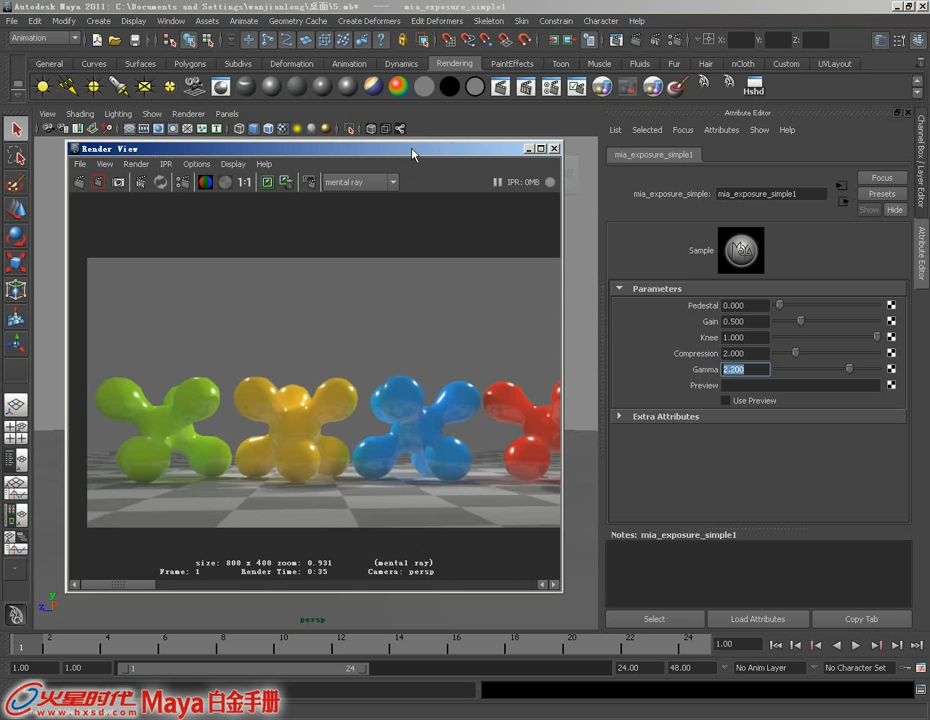 Autodesk Maya 2011: C:\Documents and Settings\wanjianlong\桌面\5.mb* --- mia_exposure_simple1
File Edit Modify Create Display Window Assets Animate Geometry Cache Create Deformers Edit Deformers Skeleton Skin Constrain Character Help
Animation X: Y: Z:
General Curves Surfaces Polygons Subdivs Deformation Animation Dynamics Rendering PaintEffects Toon Muscle Fluids Fur Hair nCloth Custom UVLayout
Hshd
View Shading Lighting Show Renderer Panels
Render View
File View Render IPR Options Display Help
1:1 mental ray IPR: 0MB
size: 800 x 400 zoom: 0.931 (mental ray)
Frame: 1 Render Time: 0:35 Camera: persp
persp
y
z
Attribute Editor
List Selected Focus Attributes Show Help
mia_exposure_simple1
mia_exposure_simple: mia_exposure_simple1
Focus
Presets
Show Hide
Sample
Parameters
Pedestal 0.000
Gain 0.500
Knee 1.000
Compression 2.000
Gamma 2.200
Preview
Use Preview
Extra Attributes
Notes: mia_exposure_simple1
Select Load Attributes Copy Tab
Channel Box / Layer Editor
Attribute Editor
1 2 4 6 8 10 12 14 16 18 20 22 24 1.00
1.00 1.00 1 24 24.00 48.00 No Anim Layer No Character Set
火星时代 Maya 白金手册
www.hxsd.com